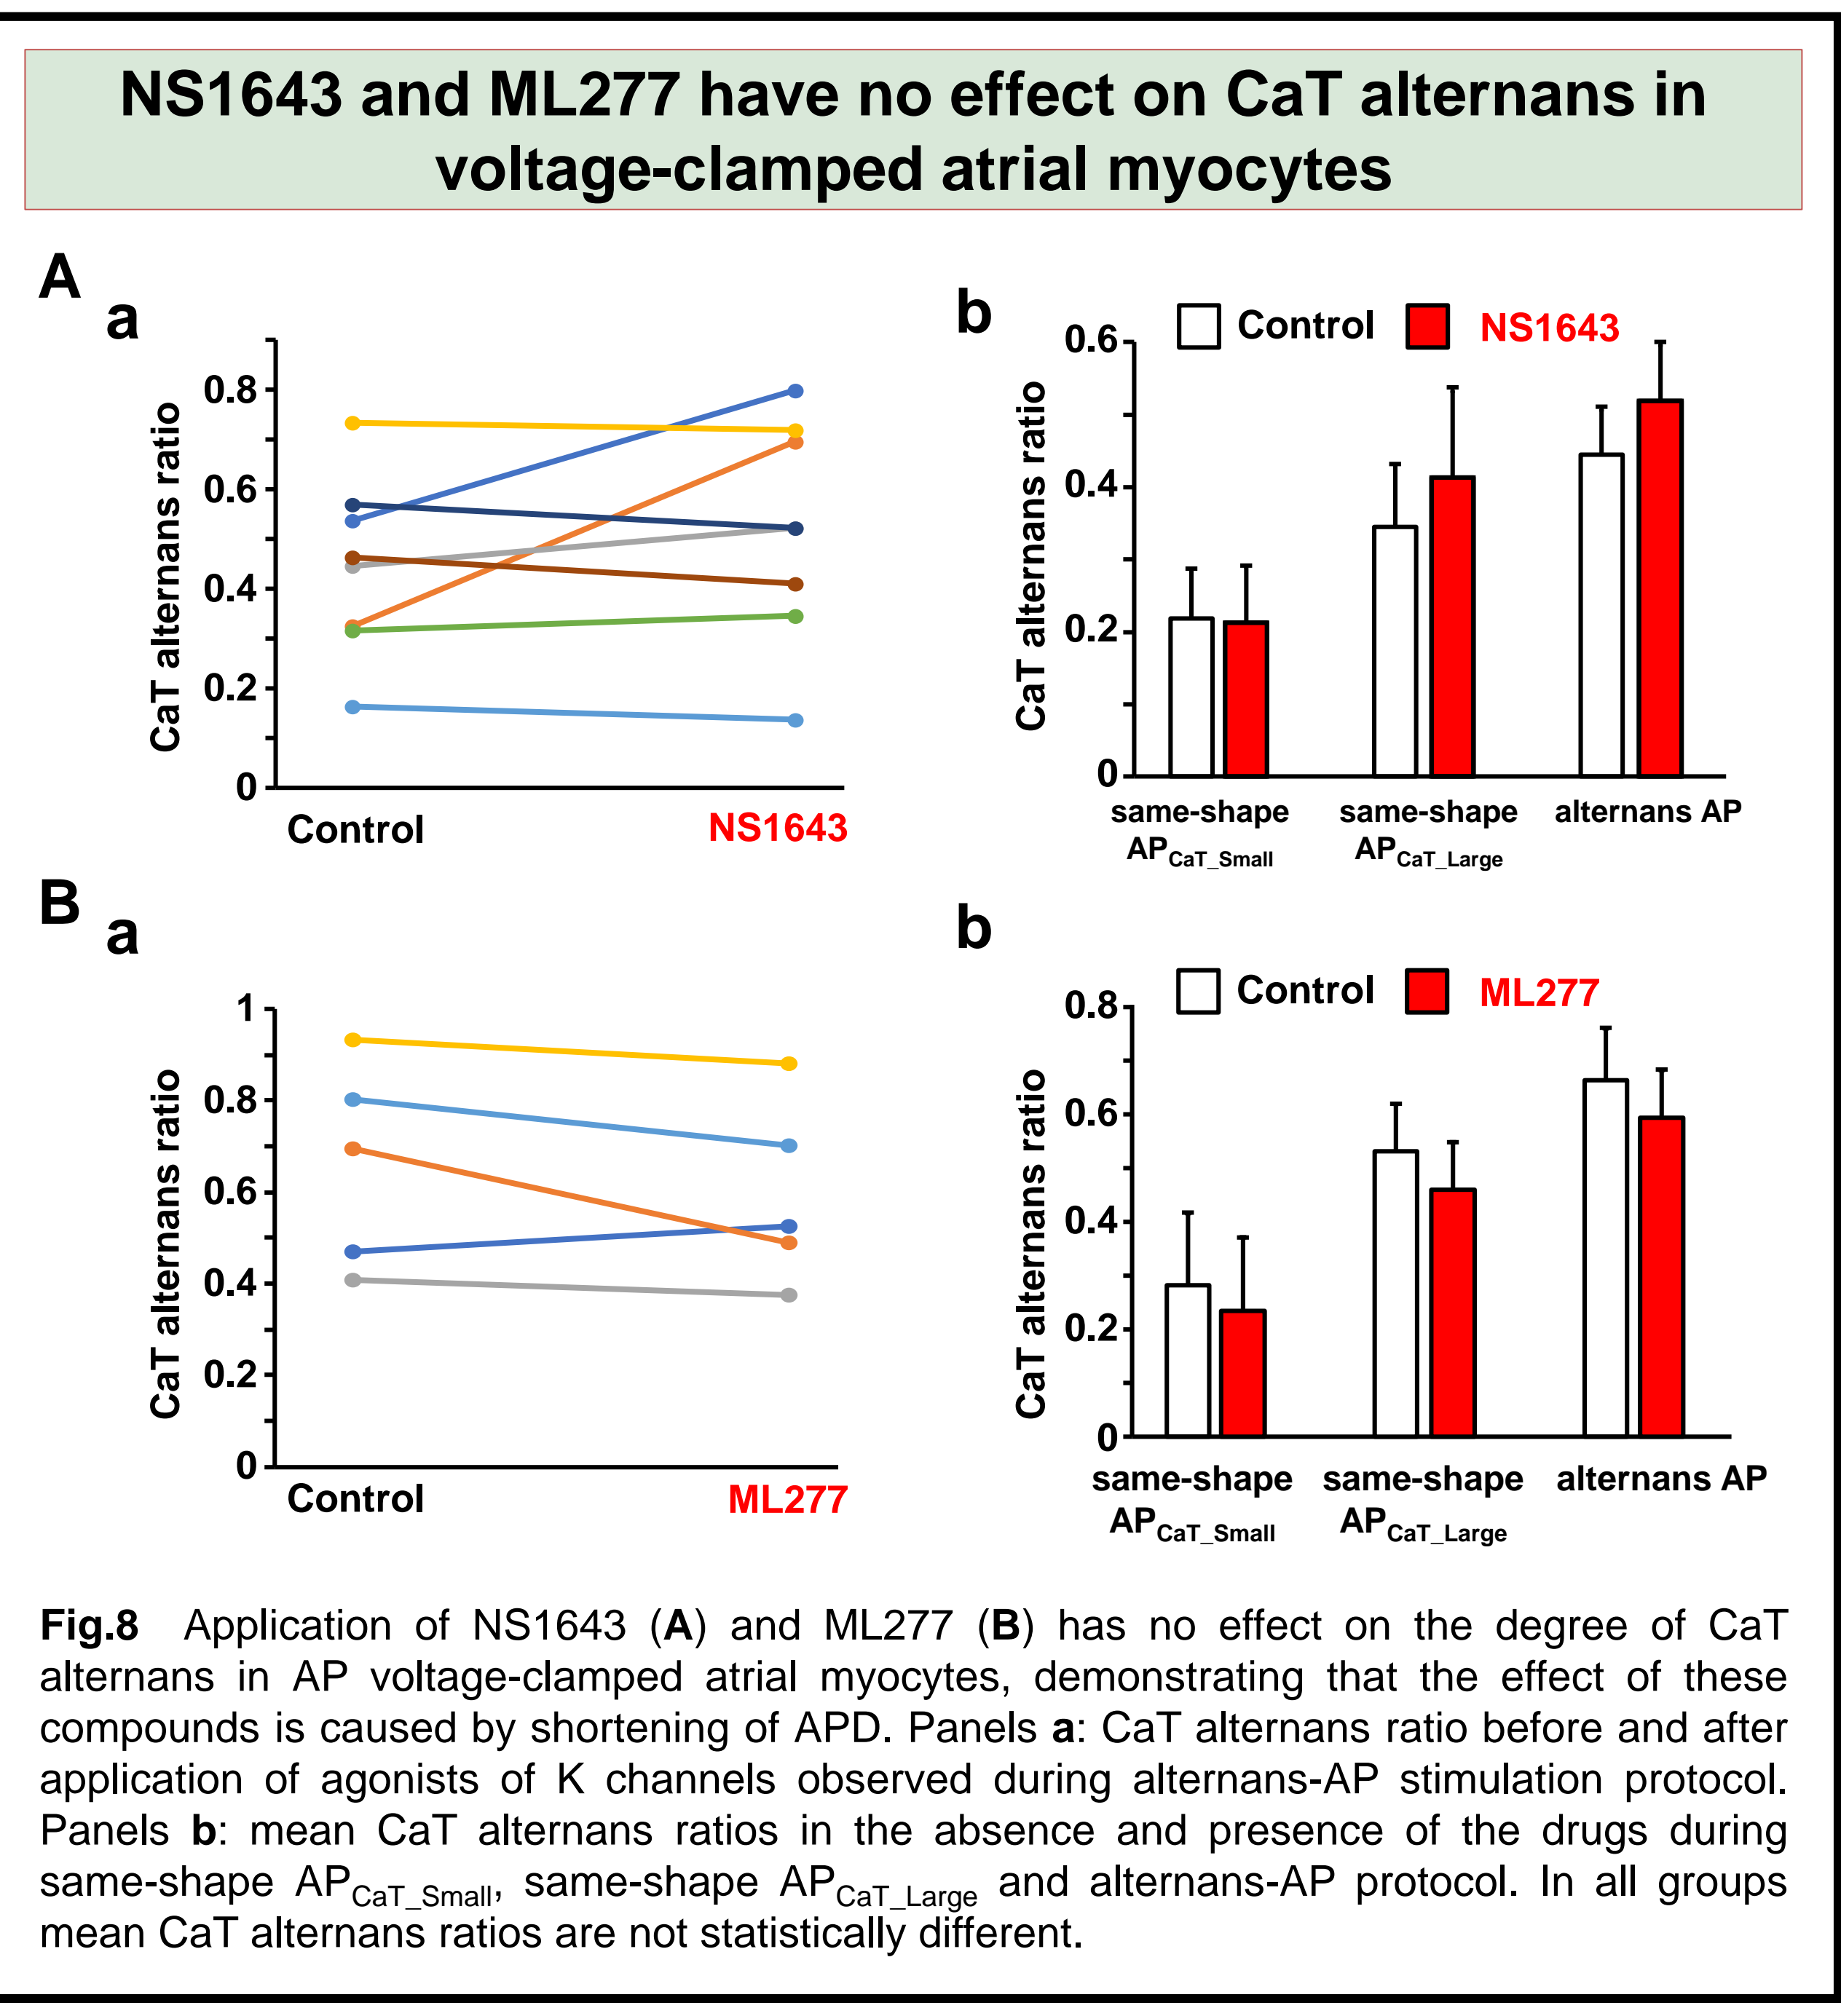 NS1643 and ML277 have no effect on CaT alternans in
voltage-clamped atrial myocytes
A
a
CaT alternans ratio
0.8
0.6
0.4
0.2
0
Control
NS1643
b
Control
NS1643
CaT alternans ratio
0.6
0.4
0.2
0
same-shape
APCaT_Small
same-shape
APCaT_Large
alternans AP
B
a
CaT alternans ratio
1
0.8
0.6
0.4
0.2
0
Control
ML277
b
Control
ML277
CaT alternans ratio
0.8
0.6
0.4
0.2
0
same-shape
APCaT_Small
same-shape
APCaT_Large
alternans AP
Fig.8 Application of NS1643 (A) and ML277 (B) has no effect on the degree of CaT
alternans in AP voltage-clamped atrial myocytes, demonstrating that the effect of these
compounds is caused by shortening of APD. Panels a: CaT alternans ratio before and after
application of agonists of K channels observed during alternans-AP stimulation protocol.
Panels b: mean CaT alternans ratios in the absence and presence of the drugs during
same-shape APCaT_Small, same-shape APCaT_Large and alternans-AP protocol. In all groups
mean CaT alternans ratios are not statistically different.